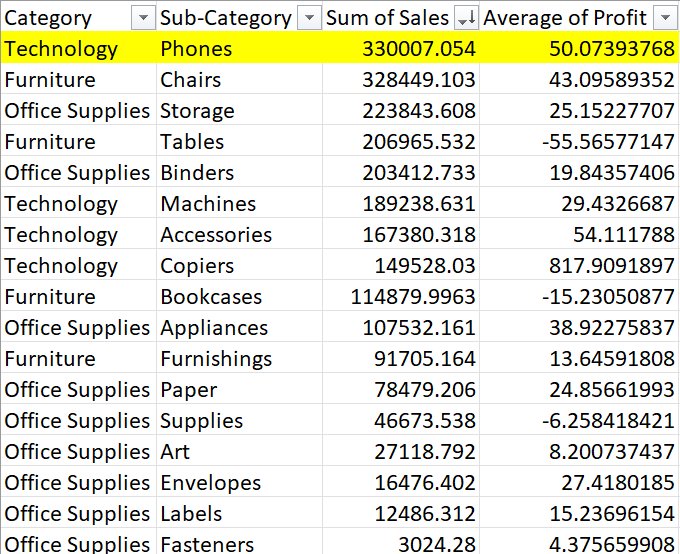 Category Sub-Category Sum of Sales Average of Profit
Technology Phones 330007.054 50.07393768
Furniture Chairs 328449.103 43.09589352
Office Supplies Storage 223843.608 25.15227707
Furniture Tables 206965.532 -55.56577147
Office Supplies Binders 203412.733 19.84357406
Technology Machines 189238.631 29.4326687
Technology Accessories 167380.318 54.111788
Technology Copiers 149528.03 817.9091897
Furniture Bookcases 114879.9963 -15.23050877
Office Supplies Appliances 107532.161 38.92275837
Furniture Furnishings 91705.164 13.64591808
Office Supplies Paper 78479.206 24.85661993
Office Supplies Supplies 46673.538 -6.258418421
Office Supplies Art 27118.792 8.200737437
Office Supplies Envelopes 16476.402 27.4180185
Office Supplies Labels 12486.312 15.23696154
Office Supplies Fasteners 3024.28 4.375659908